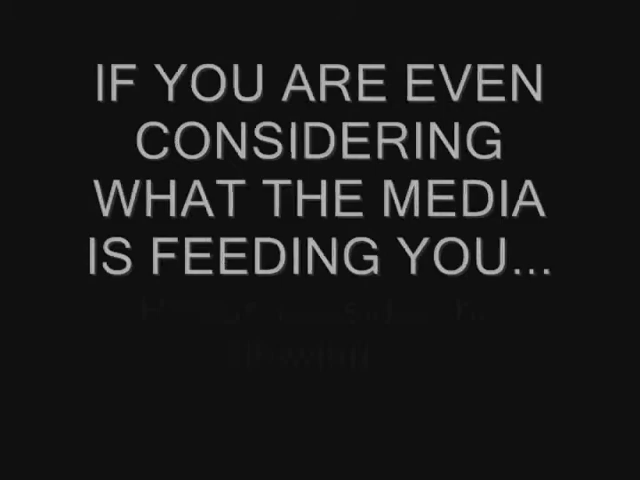 IF YOU ARE EVEN
CONSIDERING
WHAT THE MEDIA
IS FEEDING YOU...